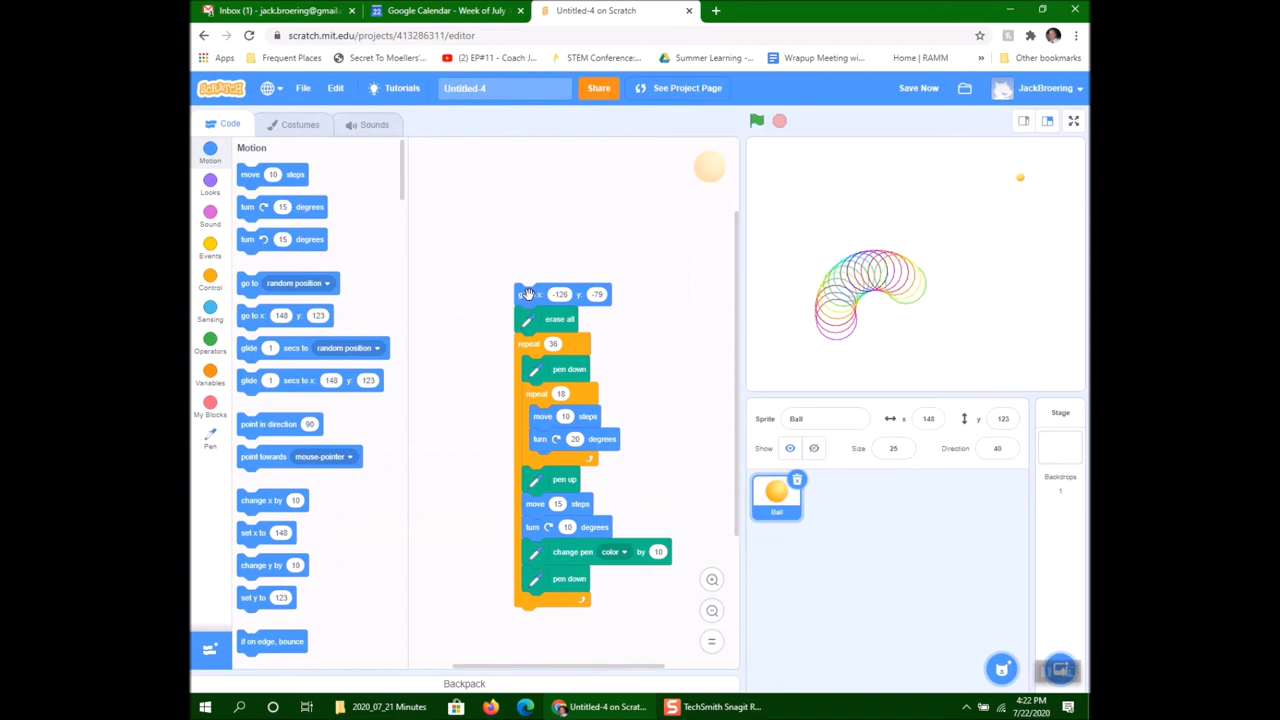 Inbox (1) - jack.broering@gmail.
Google Calendar - Week of July
Untitled-4 on Scratch
scratch.mit.edu/projects/413286311/editor
Apps
Frequent Places
Secret To Moellers'...
(2) EP#11 - Coach J...
STEM Conference:...
Summer Learning -...
Wrapup Meeting wi...
Home | RAMM
»
Other bookmarks
SCRATCH
File
Edit
Tutorials
Untitled-4
Share
See Project Page
Save Now
JackBroering
Code
Costumes
Sounds
Motion
Looks
Sound
Events
Control
Sensing
Operators
Variables
My Blocks
Pen
Motion
move 10 steps
turn 15 degrees
turn 15 degrees
go to random position
go to x: 148 y: 123
glide 1 secs to random position
glide 1 secs to x: 148 y: 123
point in direction 90
point towards mouse-pointer
change x by 10
set x to 148
change y by 10
set y to 123
if on edge, bounce
x: -126 y: -79
erase all
repeat 36
pen down
repeat 18
move 10 steps
turn 20 degrees
pen up
move 15 steps
turn 10 degrees
change pen color by 10
pen down
Sprite Ball x 148 y 123
Show Size 25 Direction 40
Ball
Stage
Backdrops
1
Backpack
2020_07_21 Minutes
Untitled-4 on Scrat...
TechSmith Snagit R...
4:22 PM
7/22/2020